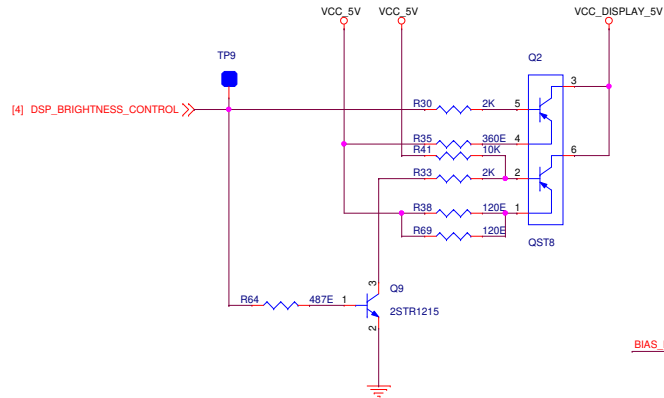 VCC_5V VCC_5V VCC_DISPLAY_5V
TP9 Q2
[4] DSP_BRIGHTNESS_CONTROL
R30 2K 5 3
R35 360E 4
R41 10K 6
R33 2K 2
R38 120E 1
R69 120E
QST8
3 Q9
R64 487E 1 2STR1215
2
BIAS_